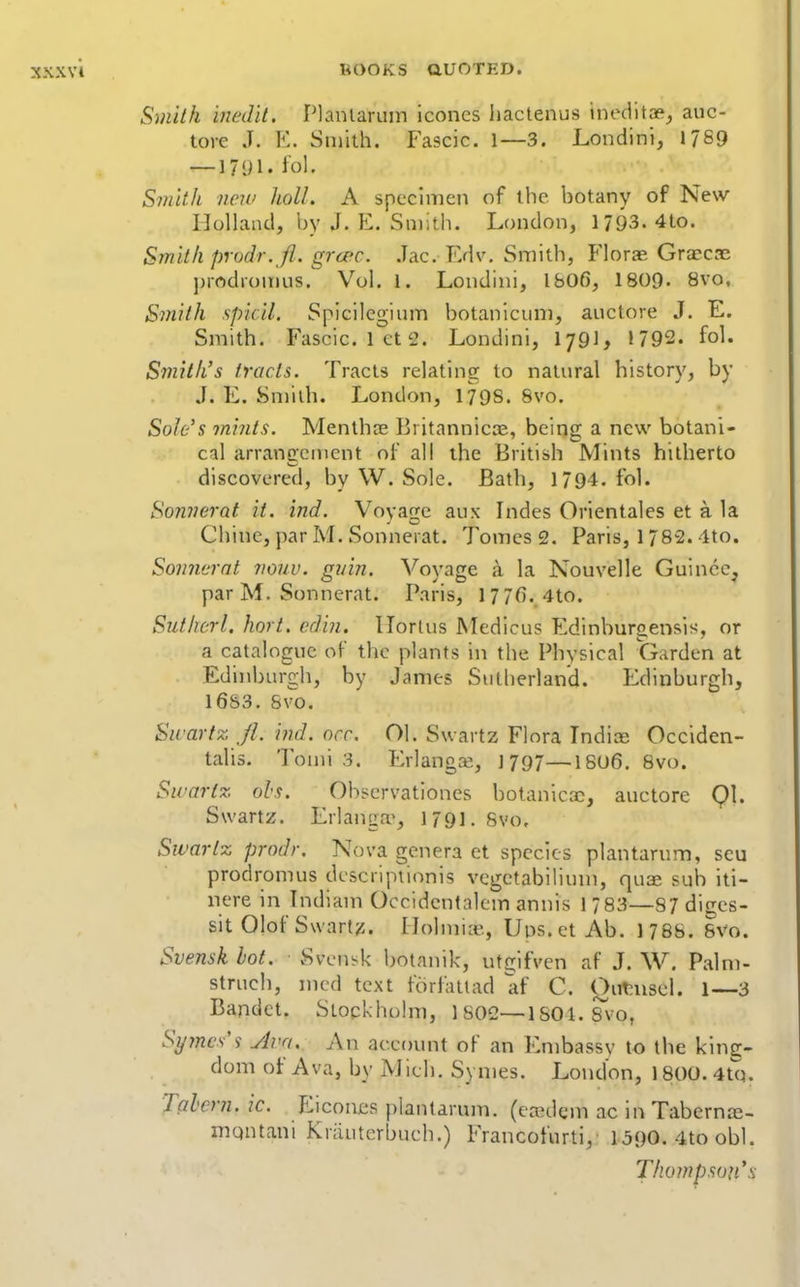 xxxvi BOOKS QUOTED.
Smith inedit. Plantarum icones hactenus ineditæ, auc-
tore J. E. Smith. Fascic. 1—3. Londini, 1789
—1791. fol.
Smith new holl. A specimen of the botany of New
Holland, by J. E. Smith. London, 1793. 4to.
Smith prodr. fl. græc. Jac. Edv. Smith, Floræ Græcæ
prodromus. Vol. 1. Londini, 1806, 1809. 8vo.
Smith spicil. Spicilegium botanicum, auctore J. E.
Smith. Fascic. 1 et 2. Londini, 1791, 1792. fol.
Smith's tracts. Tracts relating to natural history, by
J. E. Smith. London, 1798. 8vo.
Sole's mints. Menthæ Britannicæ, being a new botani-
cal arrangement of all the British Mints hitherto
discovered, by W. Sole. Bath, 1794. fol.
Sonnerat it. ind. Voyage aux Indes Orientales et à la
Chine, par M. Sonnerat. Tomes 2. Paris, 1782. 4to.
Sonnerat nouv. guin. Voyage à la Nouvelle Guinée,
par M. Sonnerat. Paris, 1776. 4to.
Sutherl. hort. edin. Hortus Medicus Edinburgensis, or
a catalogue of the plants in the Physical Garden at
Edinburgh, by James Sutherland. Edinburgh,
1683. 8vo.
Swartz fl. ind. occ. Ol. Swartz Flora Indiæ Occiden-
talis. Tomi 3. Erlangæ, 1797—1806. 8vo.
Swartz obs. Observationes botanicæ, auctore Ol.
Swartz. Erlangæ, 1791. 8vo.
Swartz prodr. Nova genera et species plantarum, seu
prodromus descriptionis vegetabilium, quæ sub iti-
nere in Indiam Occidentalem annis 1783—87 diges-
sit Olof Swartz. Holmiæ, Ups. et Ab. 1788. 8vo.
Svensk bot. Svensk botanik, utgifven af J. W. Palm-
struch, med text författad af C. Quensel. 1—3
Bandet. Stockholm, 1802—1804. 8vo.
Symes's Ava. An account of an Embassy to the king-
dom of Ava, by Mich. Symes. London, 1800. 4to.
Tabern. ic. Eicones plantarum. (eædem ac in Tabernæ-
montani Kräuterbuch.) Francofurti, 1590. 4to obl.
Thompson's